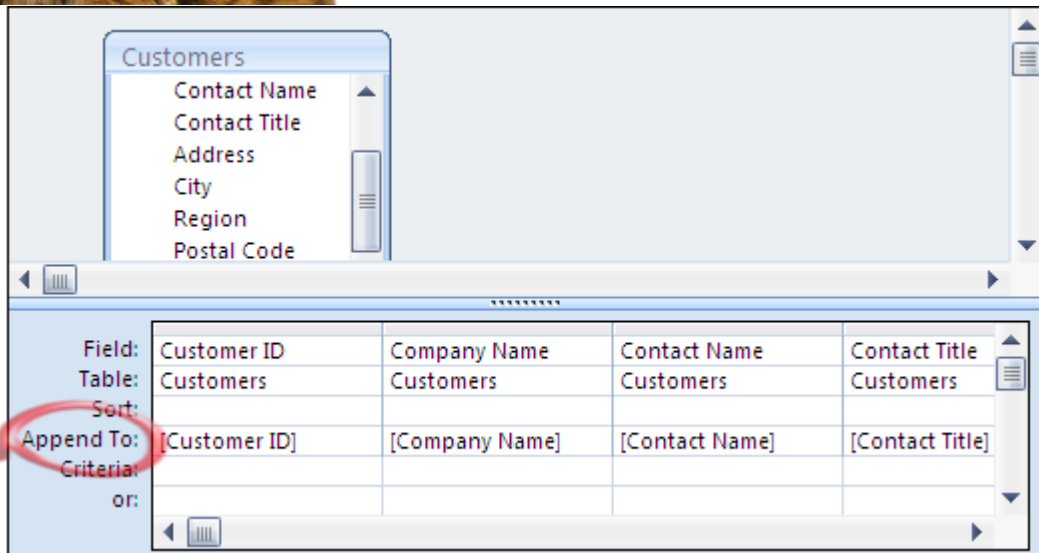 Customers
Contact Name
Contact Title
Address
City
Region
Postal Code
Field: Customer ID Company Name Contact Name Contact Title
Table: Customers Customers Customers Customers
Sort:
Append To: [Customer ID] [Company Name] [Contact Name] [Contact Title]
Criteria:
or: